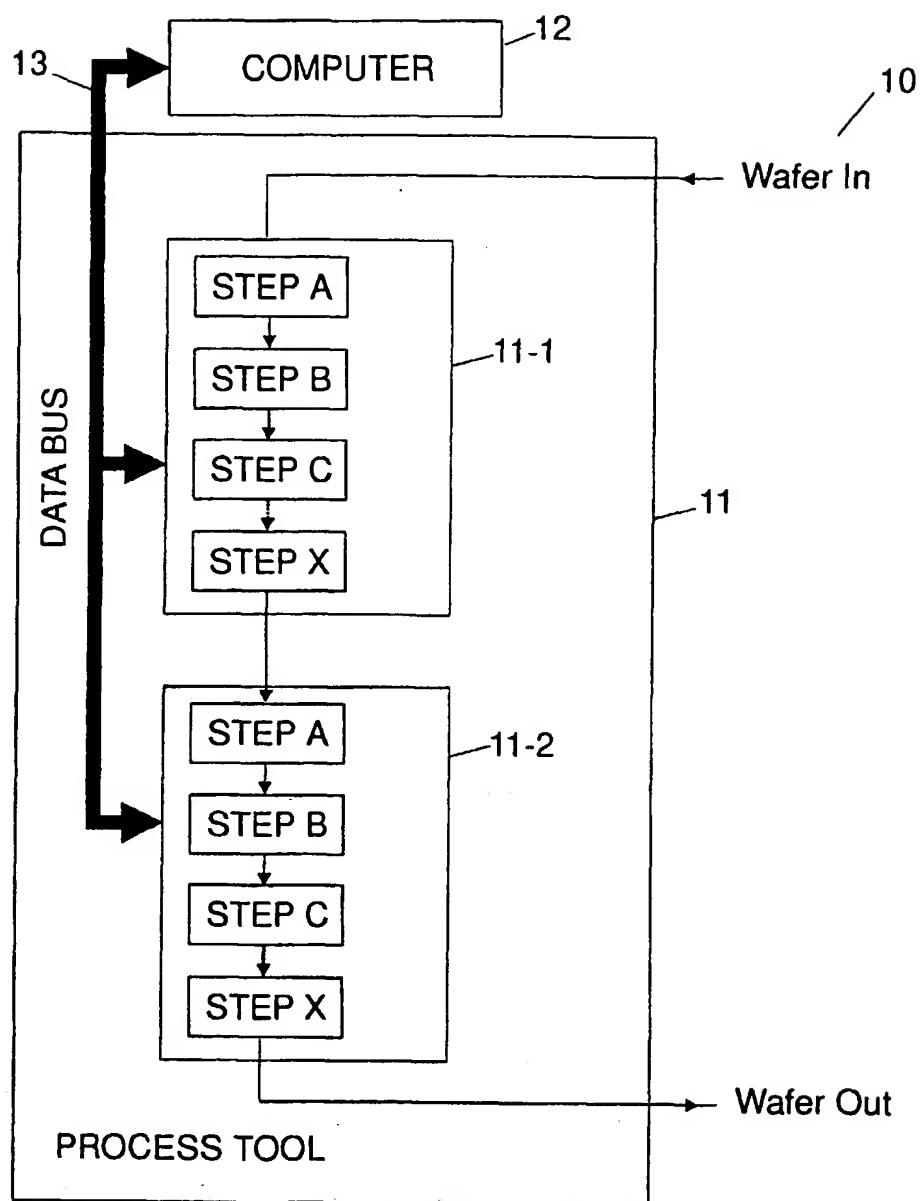 12
13
COMPUTER
10
Wafer In
STEP A
11-1
STEP B
DATA BUS
STEP C
11
STEP X
STEP A
11-2
STEP B
STEP C
STEP X
Wafer Out
PROCESS TOOL